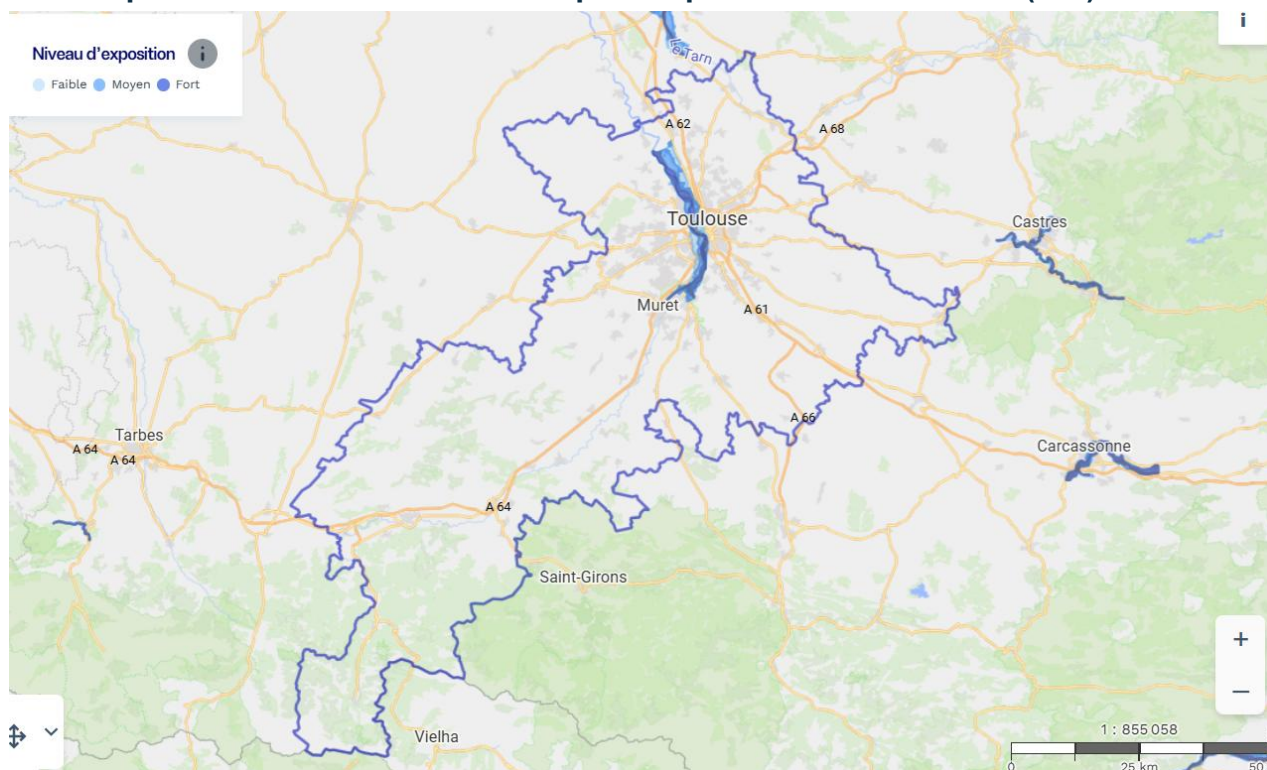 Niveau d'exposition i
Faible Moyen Fort
i
Le Tarn
A 62
A 68
Toulouse
Castres
Muret
A 61
A 66
Tarbes
A 64
A 64
Carcassonne
A 64
Saint-Girons
Vielha
+
−
1 : 855 058
0 25 km 50